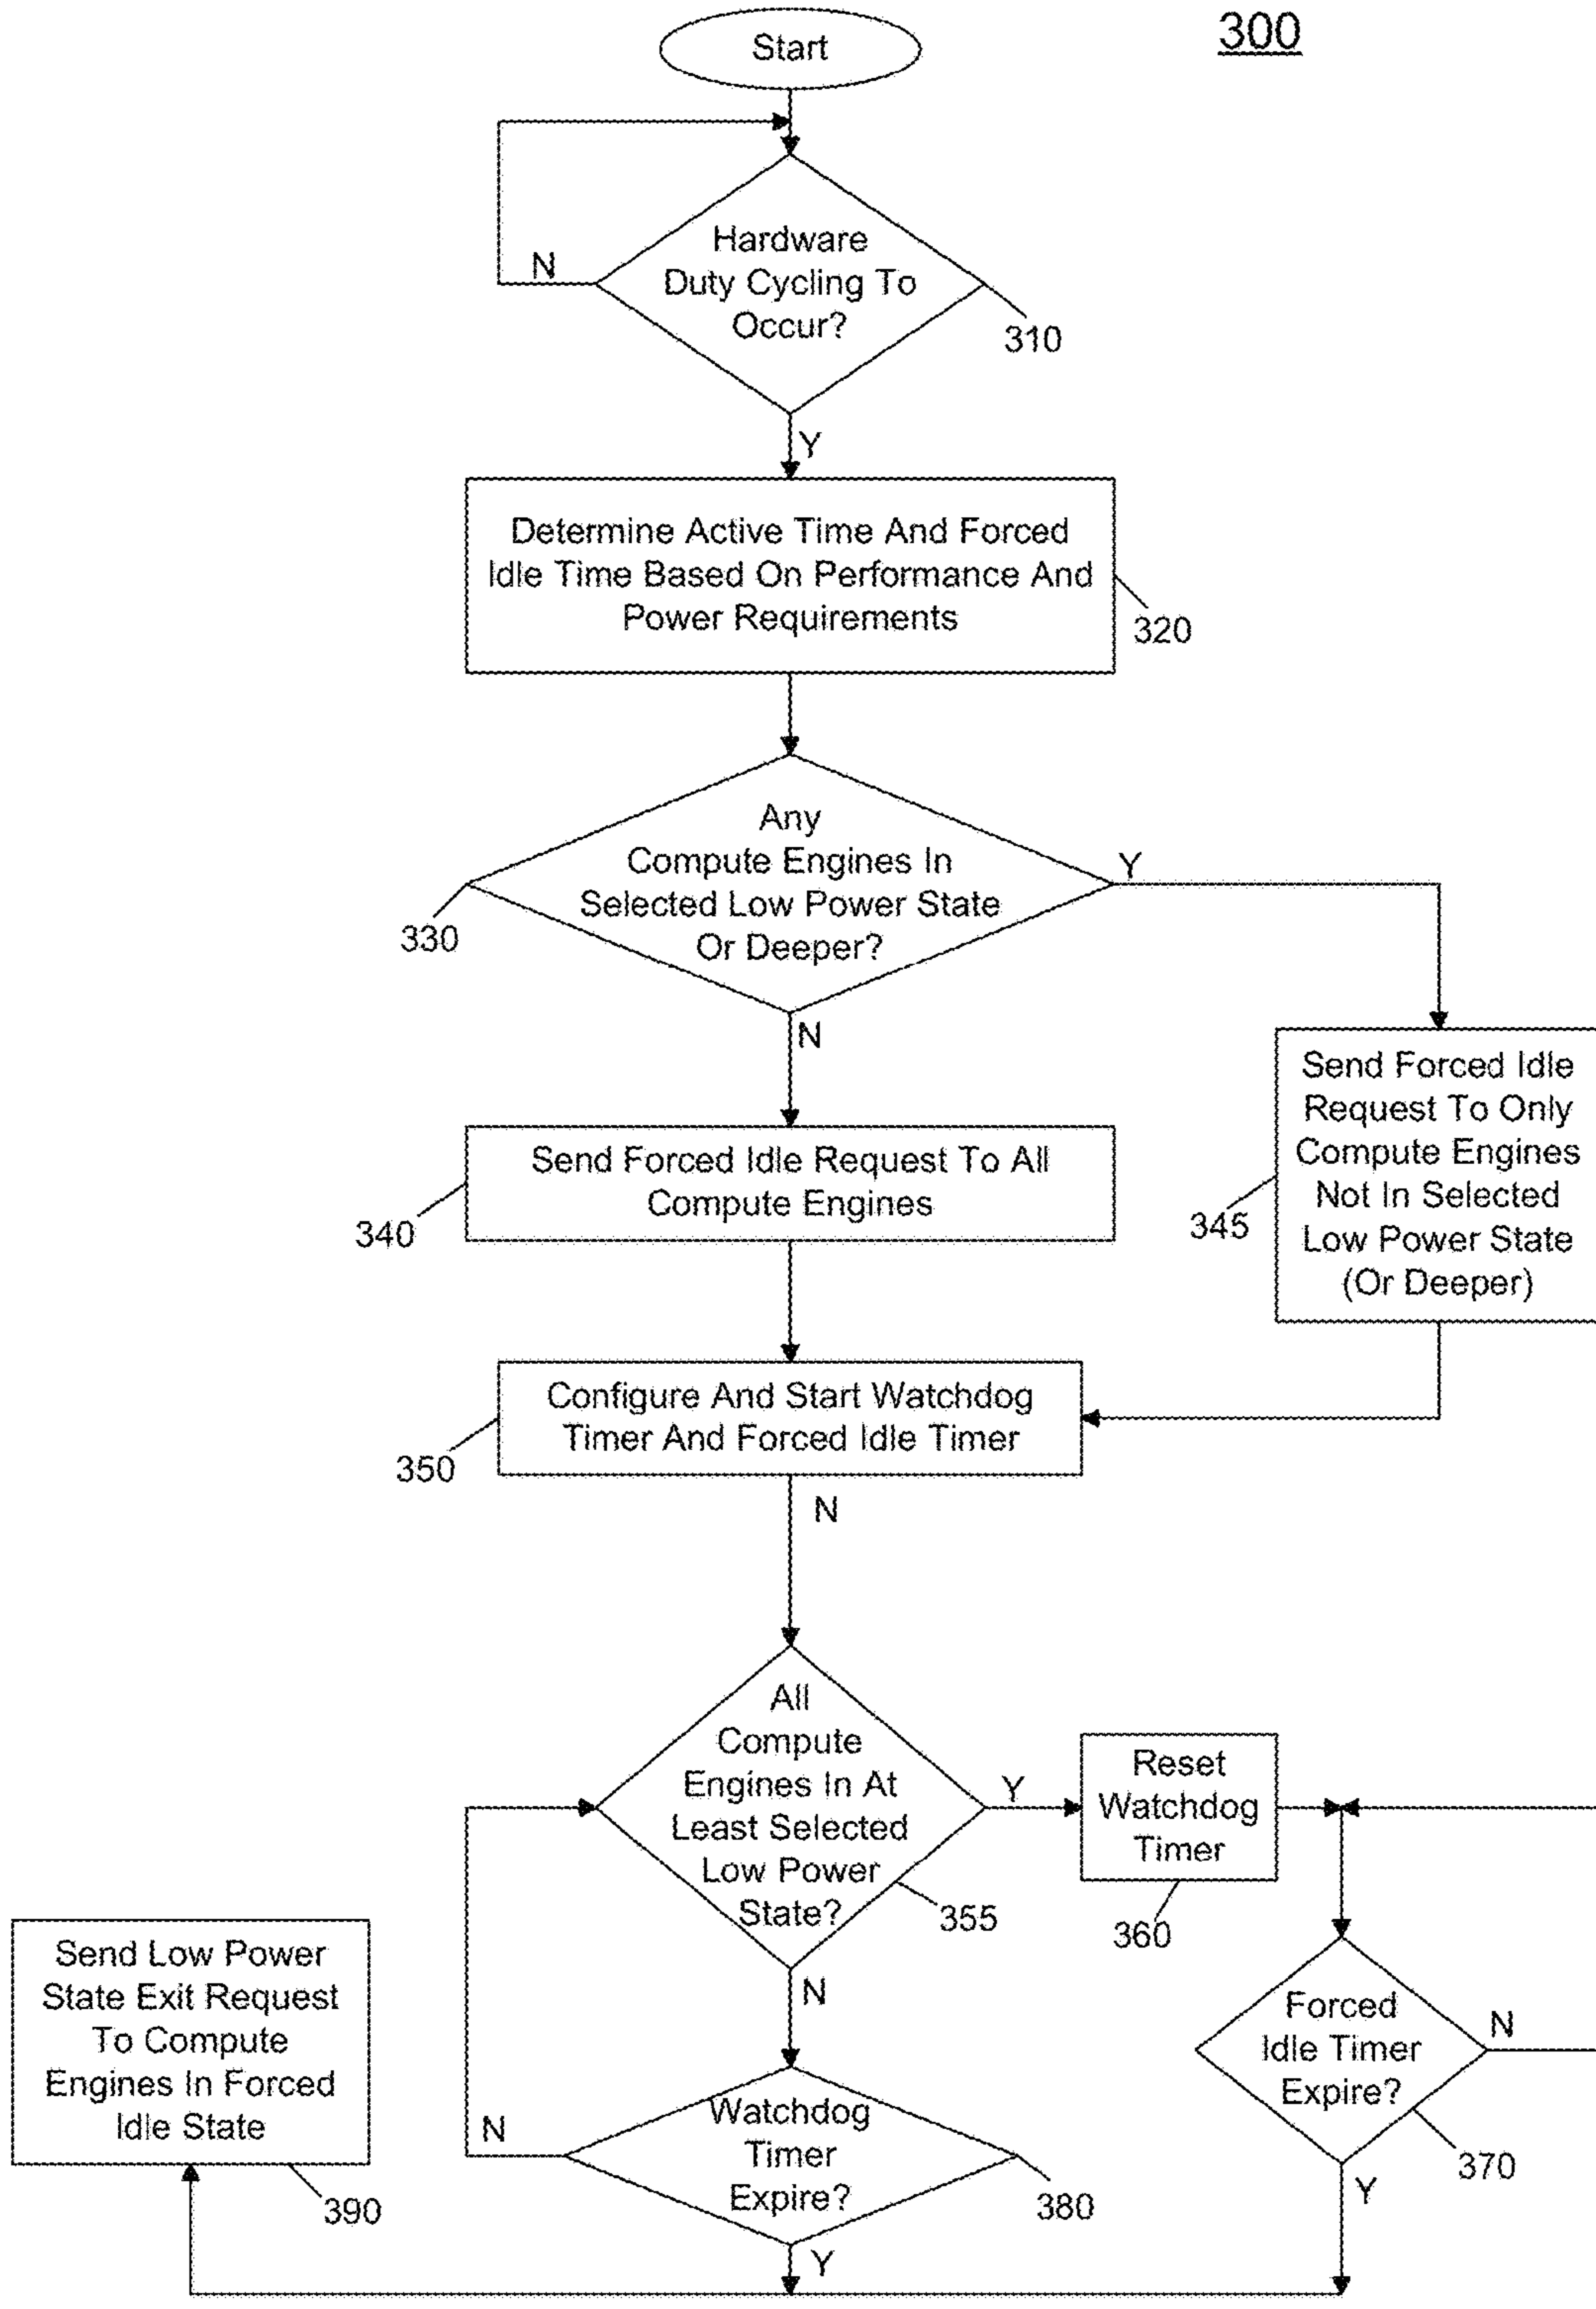 300
Start
Hardware
Duty Cycling To
Occur?
N
310
Y
Determine Active Time And Forced
Idle Time Based On Performance And
Power Requirements
320
Any
Compute Engines In
Selected Low Power State
Or Deeper?
Y
330
N
Send Forced Idle
Request To Only
Compute Engines
Not In Selected
Low Power State
(Or Deeper)
345
Send Forced Idle Request To All
Compute Engines
340
Configure And Start Watchdog
Timer And Forced Idle Timer
350
N
All
Compute
Engines In At
Least Selected
Low Power
State?
Y
355
Reset
Watchdog
Timer
360
N
Forced
Idle Timer
Expire?
N
370
Y
Watchdog
Timer
Expire?
N
380
Y
Send Low Power
State Exit Request
To Compute
Engines In Forced
Idle State
390